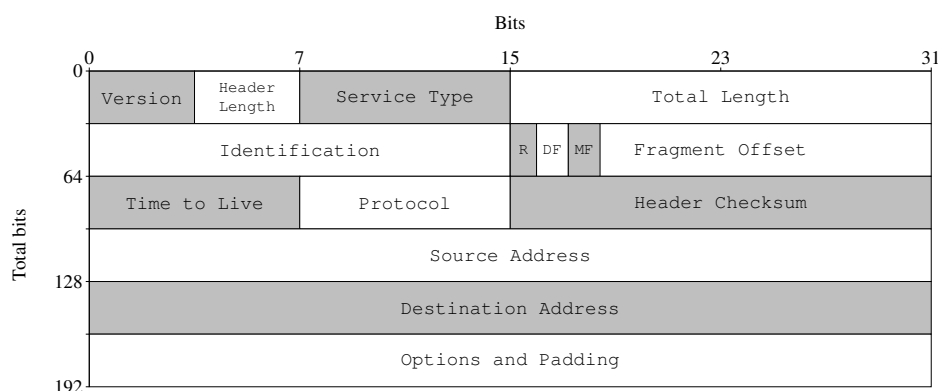 Bits
0 7 15 23 31
0
Version Header Length Service Type Total Length
Identification R DF MF Fragment Offset
64
Time to Live Protocol Header Checksum
Total bits
Source Address
128
Destination Address
Options and Padding
192